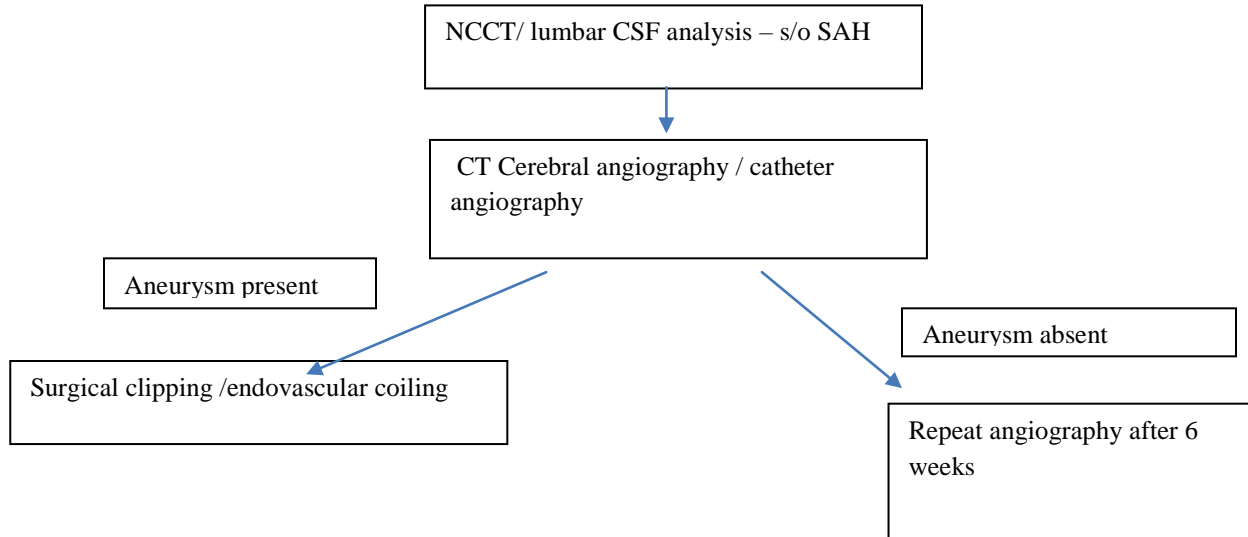 NCCT/ lumbar CSF analysis – s/o SAH
CT Cerebral angiography / catheter
angiography
Aneurysm present
Aneurysm absent
Surgical clipping /endovascular coiling
Repeat angiography after 6
weeks